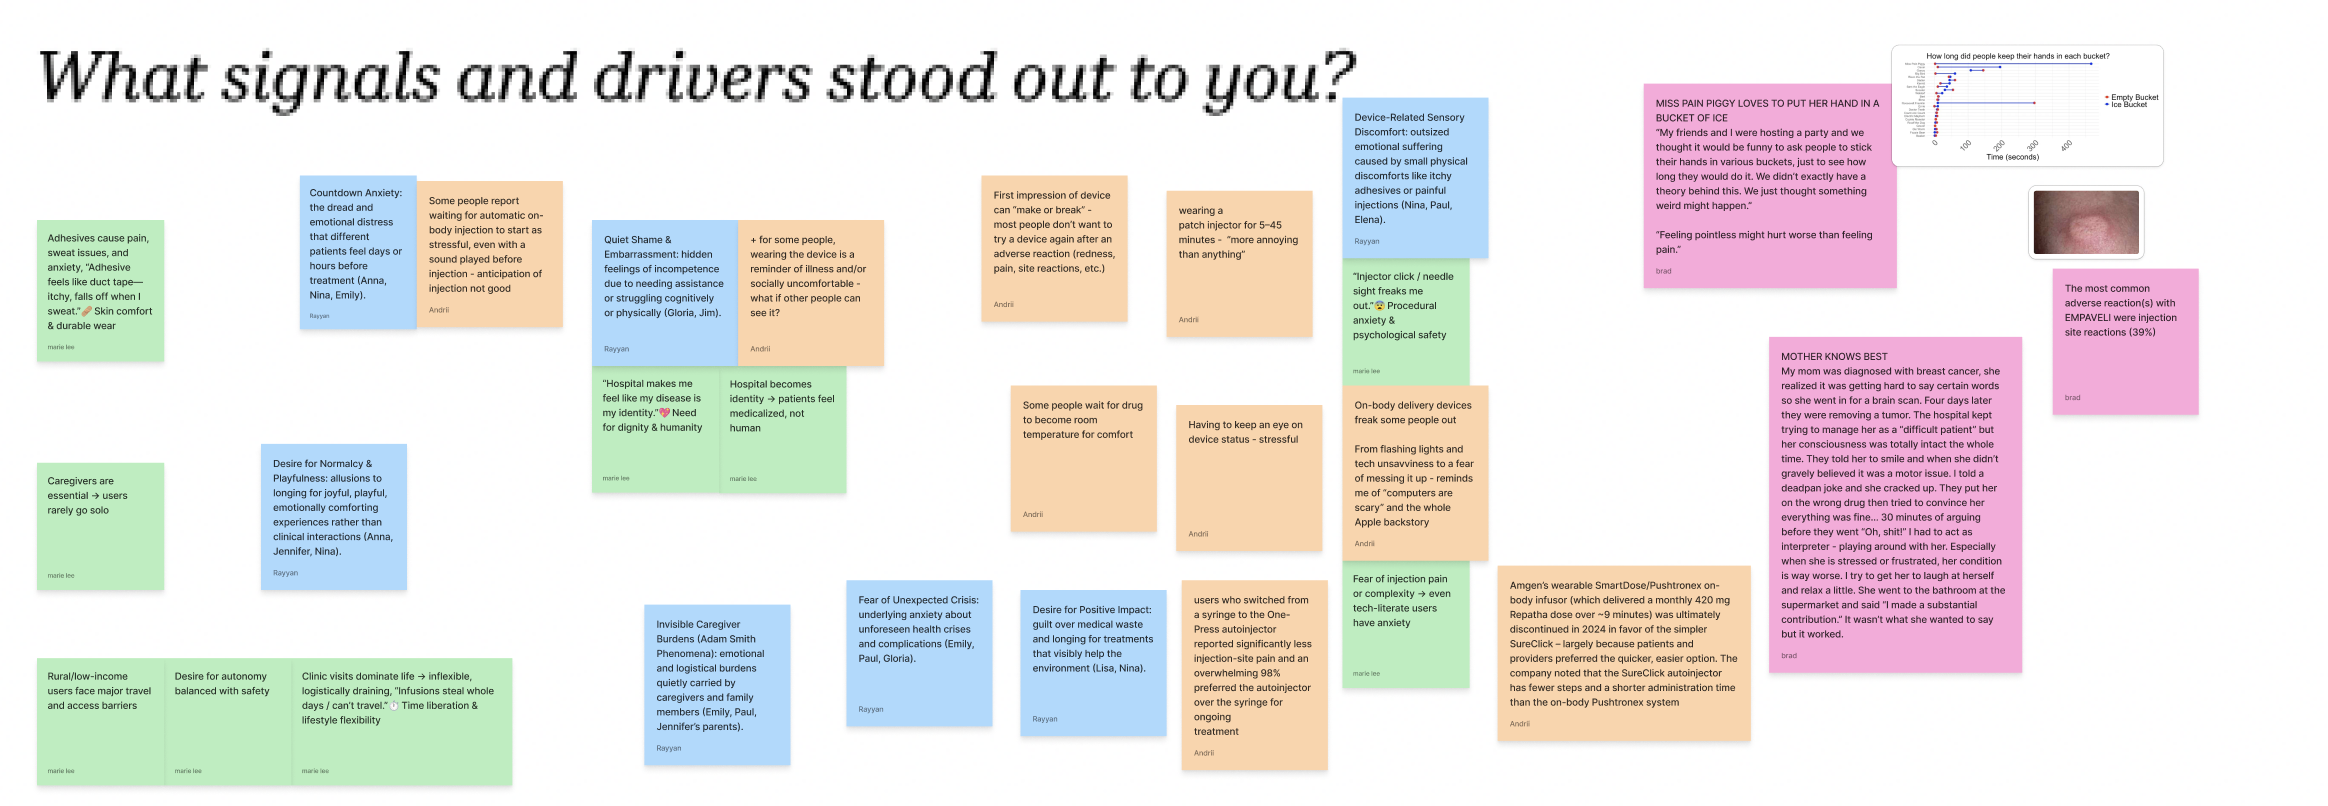 What signals and drivers stood out to you?
Adhesives cause pain,
sweat issues, and
anxiety, "Adhesive
feels like duct tape—
itchy, falls off when I
sweat."🩹 Skin comfort
& durable wear
marie lee
Countdown Anxiety:
the dread and
emotional distress
that different
patients feel days or
hours before
treatment (Anna,
Nina, Emily).
Rayyan
Some people report
waiting for automatic on-
body injection to start as
stressful, even with a
sound played before
injection - anticipation of
injection not good
Andrii
Quiet Shame &
Embarrassment: hidden
feelings of incompetence
due to needing assistance
or struggling cognitively
or physically (Gloria, Jim).
Rayyan
+ for some people,
wearing the device is a
reminder of illness and/or
socially uncomfortable -
what if other people can
see it?
Andrii
"Hospital makes me
feel like my disease is
my identity."💖 Need
for dignity & humanity
marie lee
Hospital becomes
identity → patients feel
medicalized, not
human
marie lee
Caregivers are
essential → users
rarely go solo
marie lee
Desire for Normalcy &
Playfulness: allusions to
longing for joyful, playful,
emotionally comforting
experiences rather than
clinical interactions (Anna,
Jennifer, Nina).
Rayyan
Rural/low-income
users face major travel
and access barriers
marie lee
Desire for autonomy
balanced with safety
marie lee
Clinic visits dominate life → inflexible,
logistically draining, "Infusions steal whole
days / can't travel."⏱️ Time liberation &
lifestyle flexibility
marie lee
Invisible Caregiver
Burdens (Adam Smith
Phenomena): emotional
and logistical burdens
quietly carried by
caregivers and family
members (Emily, Paul,
Jennifer's parents).
Rayyan
Fear of Unexpected Crisis:
underlying anxiety about
unforeseen health crises
and complications (Emily,
Paul, Gloria).
Rayyan
Desire for Positive Impact:
guilt over medical waste
and longing for treatments
that visibly help the
environment (Lisa, Nina).
Rayyan
First impression of device
can "make or break" -
most people don't want to
try a device again after an
adverse reaction (redness,
pain, site reactions, etc.)
Andrii
wearing a
patch injector for 5–45
minutes - "more annoying
than anything"
Andrii
Some people wait for drug
to become room
temperature for comfort
Andrii
Having to keep an eye on
device status - stressful
Andrii
users who switched from
a syringe to the One-
Press autoinjector
reported significantly less
injection-site pain and an
overwhelming 98%
preferred the autoinjector
over the syringe for
ongoing
treatment
Andrii
Device-Related Sensory
Discomfort: outsized
emotional suffering
caused by small physical
discomforts like itchy
adhesives or painful
injections (Nina, Paul,
Elena).
Rayyan
"Injector click / needle
sight freaks me
out."😨 Procedural
anxiety &
psychological safety
marie lee
On-body delivery devices
freak some people out
From flashing lights and
tech unsavviness to a fear
of messing it up - reminds
me of "computers are
scary" and the whole
Apple backstory
Andrii
Fear of injection pain
or complexity → even
tech-literate users
have anxiety
marie lee
Amgen's wearable SmartDose/Pushtronex on-
body infusor (which delivered a monthly 420 mg
Repatha dose over ~9 minutes) was ultimately
discontinued in 2024 in favor of the simpler
SureClick – largely because patients and
providers preferred the quicker, easier option. The
company noted that the SureClick autoinjector
has fewer steps and a shorter administration time
than the on-body Pushtronex system
Andrii
MISS PAIN PIGGY LOVES TO PUT HER HAND IN A
BUCKET OF ICE
"My friends and I were hosting a party and we
thought it would be funny to ask people to stick
their hands in various buckets, just to see how
long they would do it. We didn't exactly have a
theory behind this. We just thought something
weird might happen."
"Feeling pointless might hurt worse than feeling
pain."
brad
How long did people keep their hands in each bucket?
Empty Bucket
Ice Bucket
0 100 200 300 400
Time (seconds)
The most common
adverse reaction(s) with
EMPAVELI were injection
site reactions (39%)
brad
MOTHER KNOWS BEST
My mom was diagnosed with breast cancer, she
realized it was getting hard to say certain words
so she went in for a brain scan. Four days later
they were removing a tumor. The hospital kept
trying to manage her as a "difficult patient" but
her consciousness was totally intact the whole
time. They told her to smile and when she didn't
gravely believed it was a motor issue. I told a
deadpan joke and she cracked up. They put her
on the wrong drug then tried to convince her
everything was fine... 30 minutes of arguing
before they went "Oh, shit!" I had to act as
interpreter - playing around with her. Especially
when she is stressed or frustrated, her condition
is way worse. I try to get her to laugh at herself
and relax a little. She went to the bathroom at the
supermarket and said "I made a substantial
contribution." It wasn't what she wanted to say
but it worked.
brad